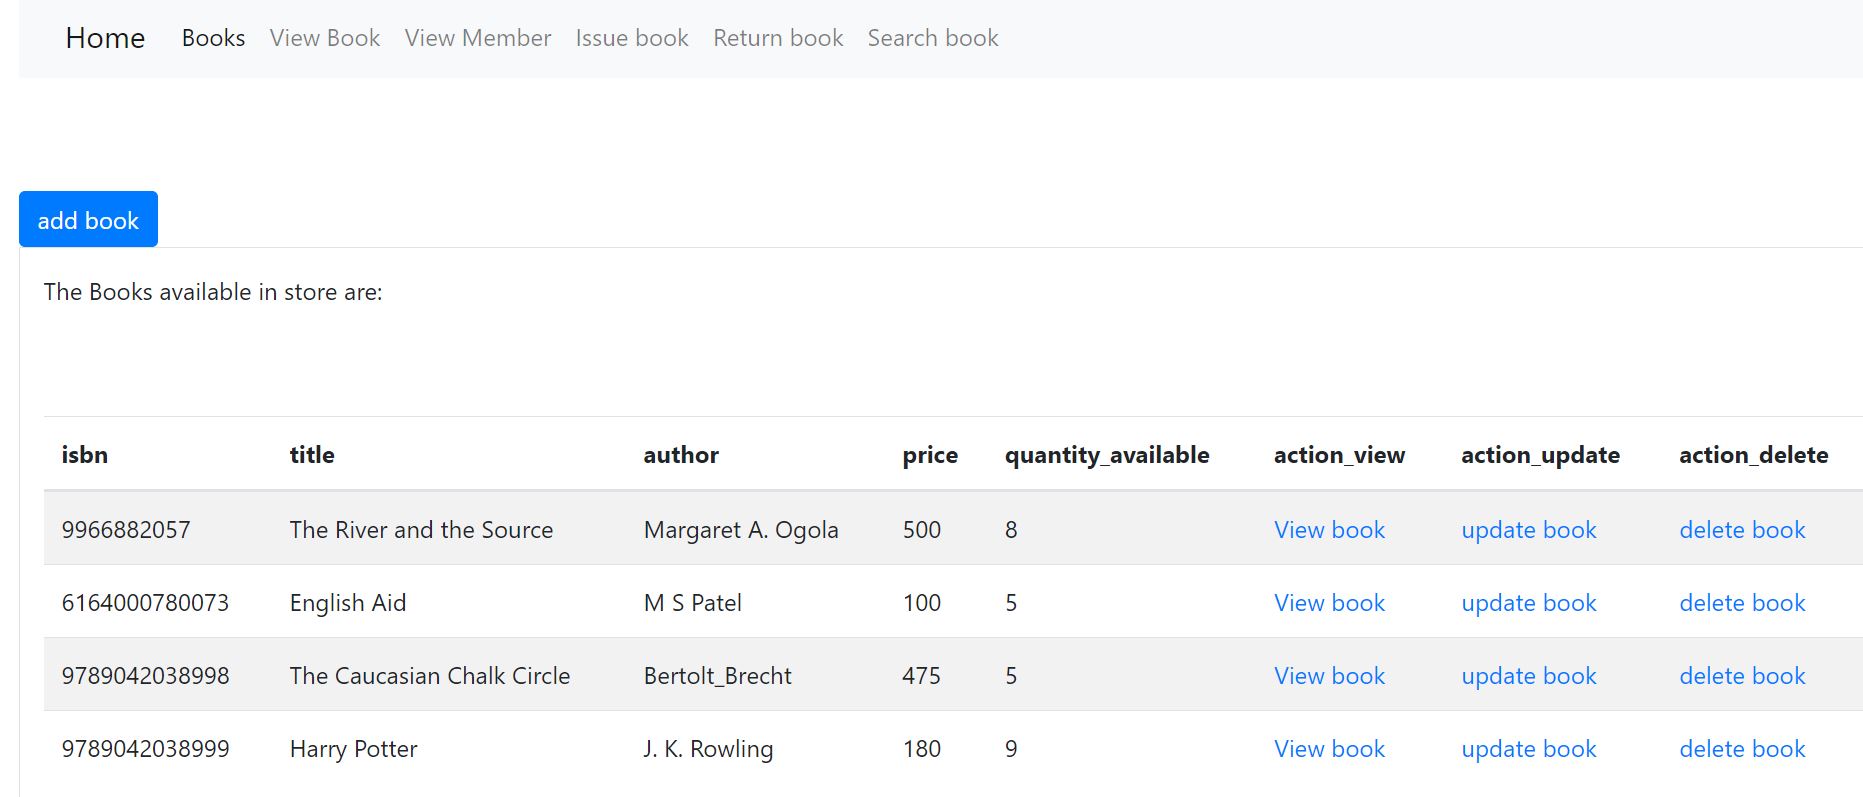 Home Books View Book View Member Issue book Return book Search book
add book
The Books available in store are:
isbn title author price quantity_available action_view action_update action_delete
9966882057 The River and the Source Margaret A. Ogola 500 8 View book update book delete book
6164000780073 English Aid M S Patel 100 5 View book update book delete book
9789042038998 The Caucasian Chalk Circle Bertolt_Brecht 475 5 View book update book delete book
9789042038999 Harry Potter J. K. Rowling 180 9 View book update book delete book